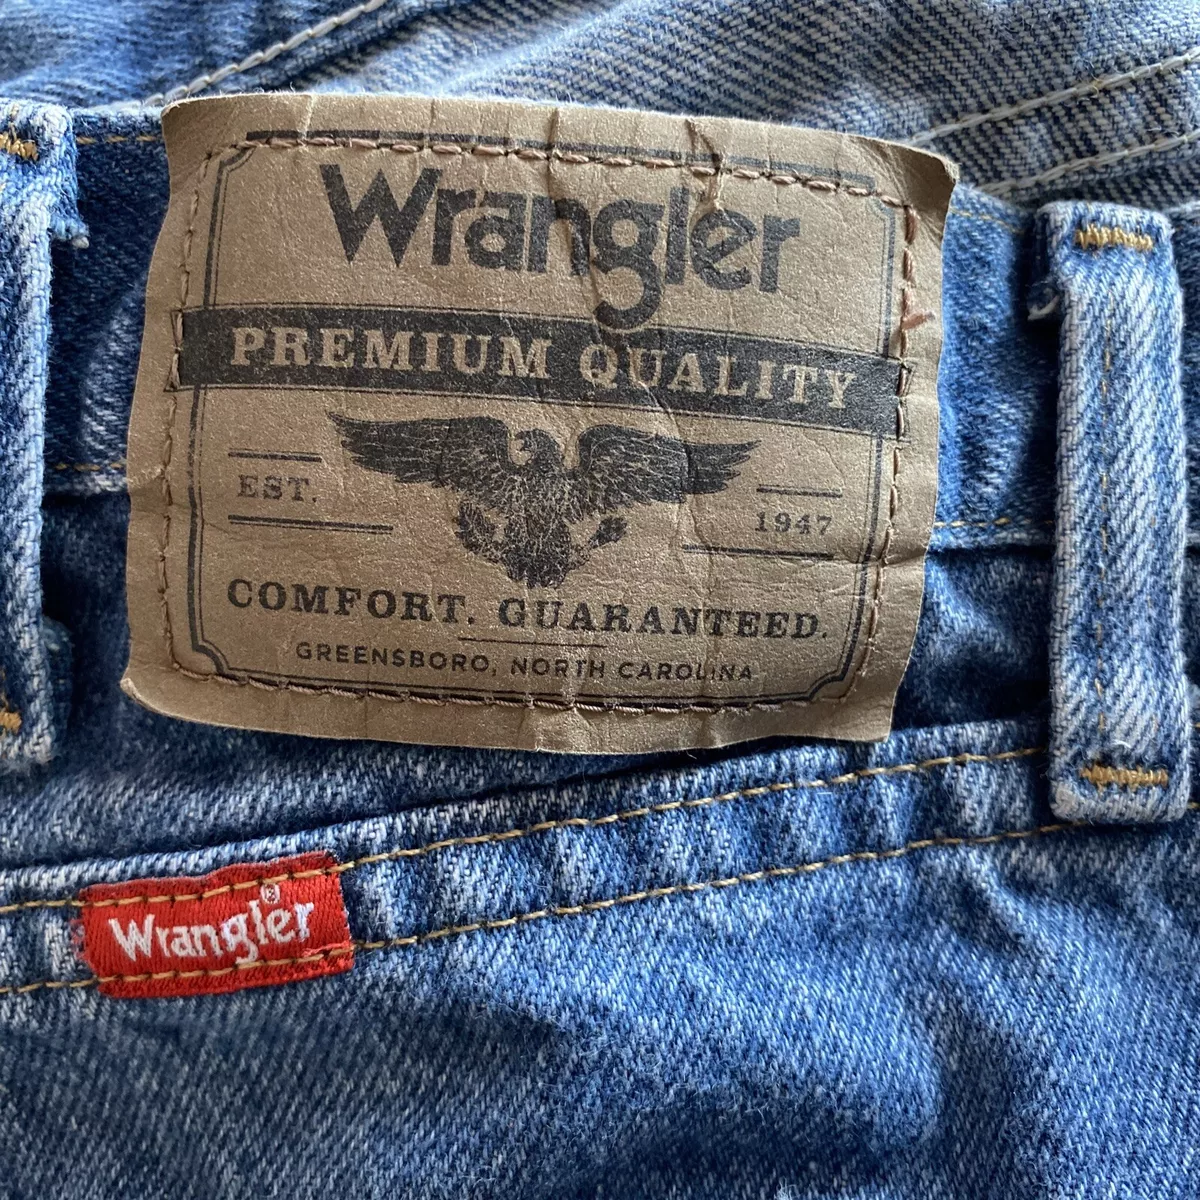 Wrangler
PREMIUM QUALITY
EST. 1947
COMFORT. GUARANTEED.
GREENSBORO, NORTH CAROLINA
Wrangler®